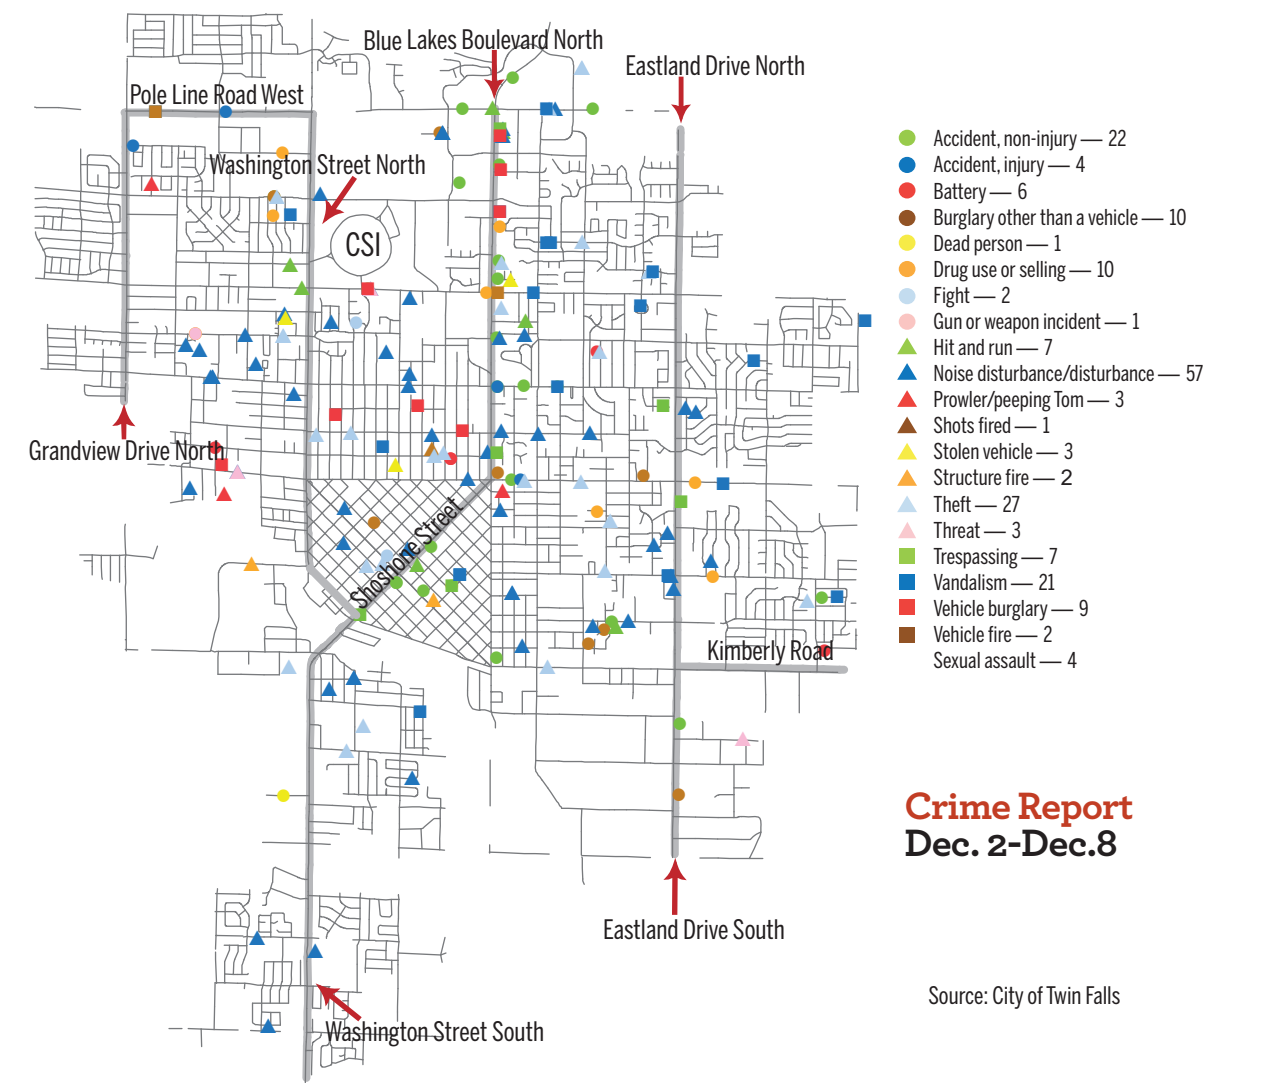 Blue Lakes Boulevard North
Eastland Drive North
Pole Line Road West
Washington Street North
CSI
Grandview Drive North
Shoshone Street
Kimberly Road
Eastland Drive South
Washington Street South
Accident, non-injury — 22
Accident, injury — 4
Battery — 6
Burglary other than a vehicle — 10
Dead person — 1
Drug use or selling — 10
Fight — 2
Gun or weapon incident — 1
Hit and run — 7
Noise disturbance/disturbance — 57
Prowler/peeping Tom — 3
Shots fired — 1
Stolen vehicle — 3
Structure fire — 2
Theft — 27
Threat — 3
Trespassing — 7
Vandalism — 21
Vehicle burglary — 9
Vehicle fire — 2
Sexual assault — 4
Crime Report
Dec. 2-Dec.8
Source: City of Twin Falls